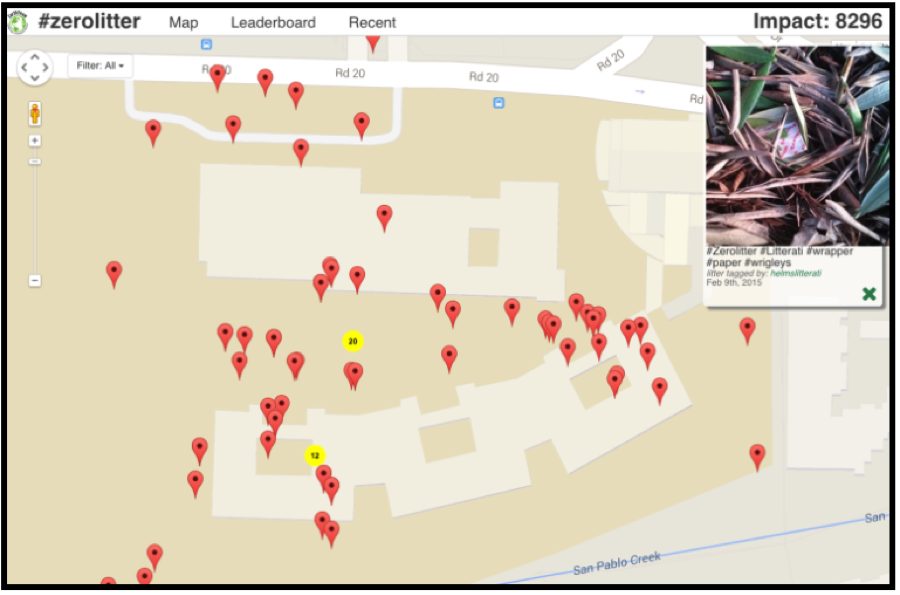 #zerolitter Map Leaderboard Recent Impact: 8296
Filter: All
Rd 20
Rd 20
Rd 20
Rd 20
Rd
#Zerolitter #Litterati #wrapper
#paper #wrigleys
litter tagged by: helmslitterati
Feb 9th, 2015
20
12
San
San Pablo Creek